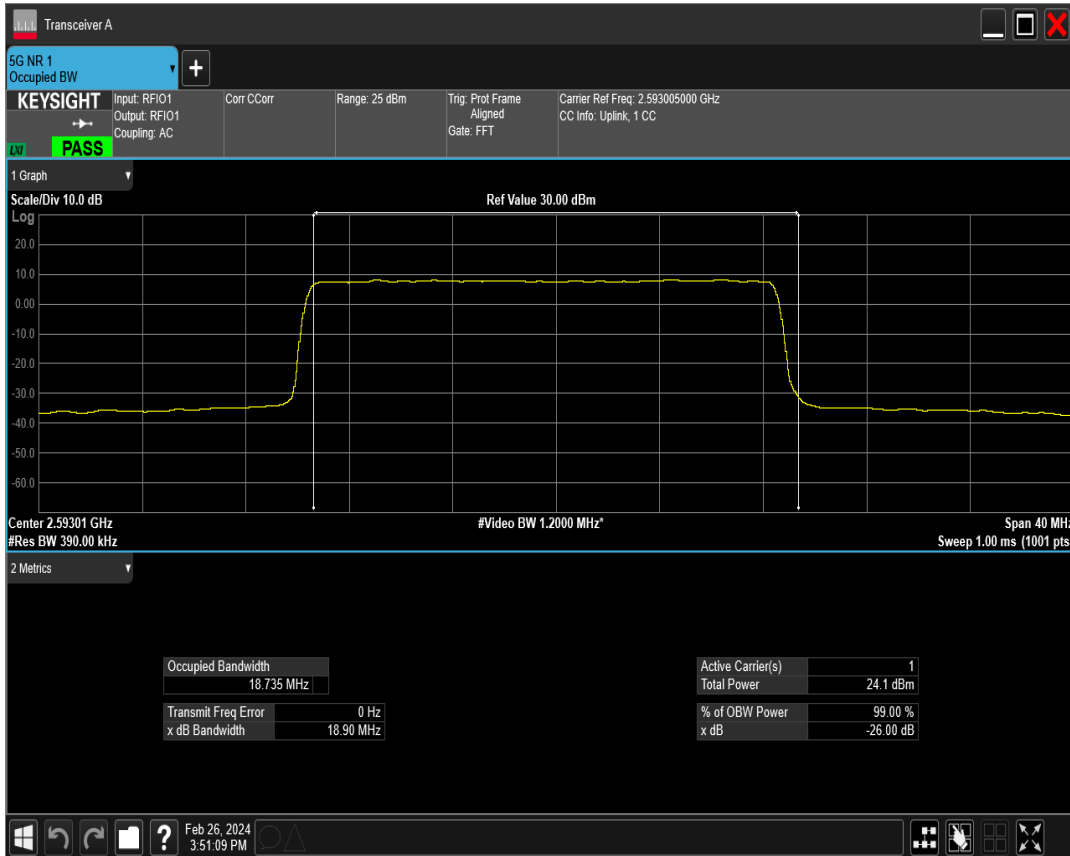 Transceiver A
5G NR 1
Occupied BW
KEYSIGHT
LXI
PASS
Input: RFIO1
Output: RFIO1
Coupling: AC
Corr CCorr
Range: 25 dBm
Trig: Prot Frame
Aligned
Gate: FFT
Carrier Ref Freq: 2.593005000 GHz
CC Info: Uplink, 1 CC
1 Graph
Scale/Div 10.0 dB
Ref Value 30.00 dBm
Log
20.0
10.0
0.00
-10.0
-20.0
-30.0
-40.0
-50.0
-60.0
Center 2.59301 GHz
#Video BW 1.2000 MHz*
Span 40 MHz
#Res BW 390.00 kHz
Sweep 1.00 ms (1001 pts
2 Metrics
Occupied Bandwidth
18.735 MHz
Transmit Freq Error 0 Hz
x dB Bandwidth 18.90 MHz
Active Carrier(s) 1
Total Power 24.1 dBm
% of OBW Power 99.00 %
x dB -26.00 dB
?
Feb 26, 2024
3:51:09 PM